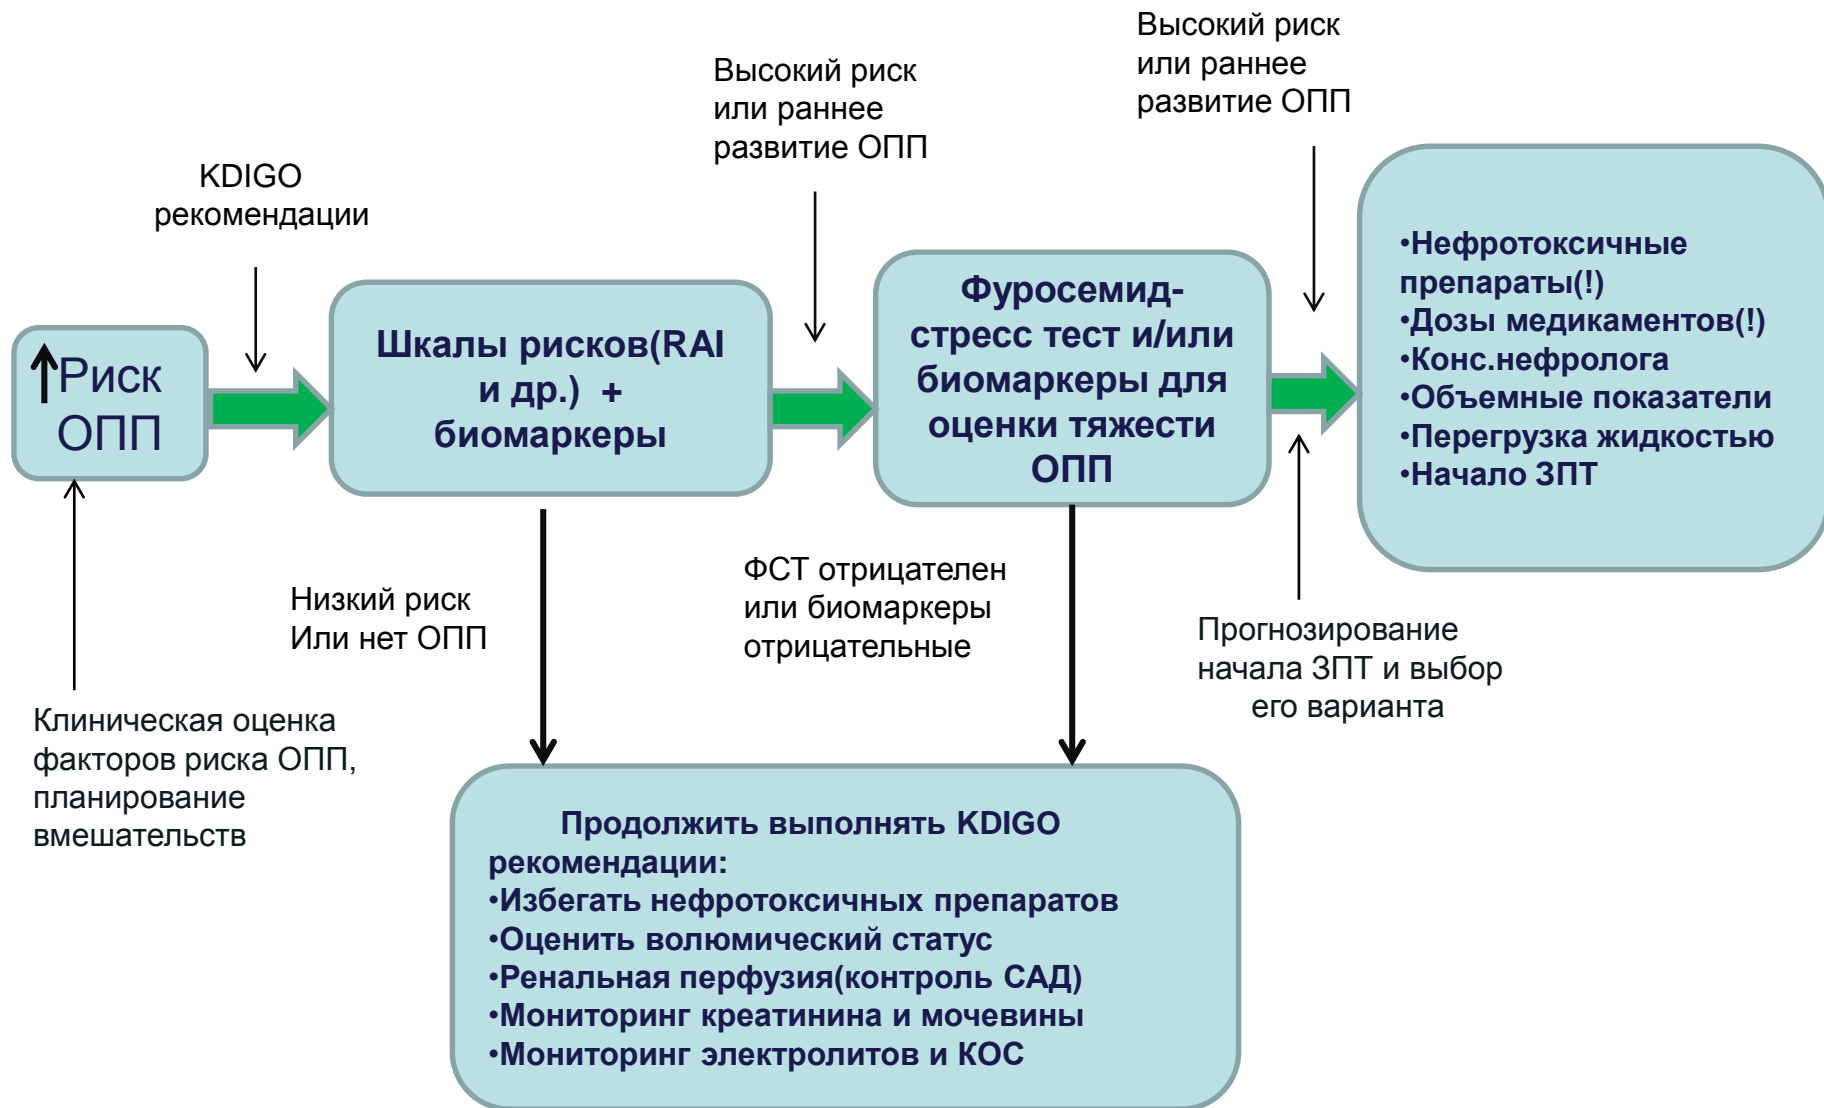 KDIGO
рекомендации
Высокий риск
или раннее
развитие ОПП
Высокий риск
или раннее
развитие ОПП
Риск
ОПП
Шкалы рисков(RAI
и др.) +
биомаркеры
Фуросемид-
стресс тест и/или
биомаркеры для
оценки тяжести
ОПП
•Нефротоксичные
препараты(!)
•Дозы медикаментов(!)
•Конс.нефролога
•Объемные показатели
•Перегрузка жидкостью
•Начало ЗПТ
Клиническая оценка
факторов риска ОПП,
планирование
вмешательств
Низкий риск
Или нет ОПП
ФСТ отрицателен
или биомаркеры
отрицательные
Прогнозирование
начала ЗПТ и выбор
его варианта
Продолжить выполнять KDIGO
рекомендации:
•Избегать нефротоксичных препаратов
•Оценить волюмический статус
•Ренальная перфузия(контроль САД)
•Мониторинг креатинина и мочевины
•Мониторинг электролитов и КОС